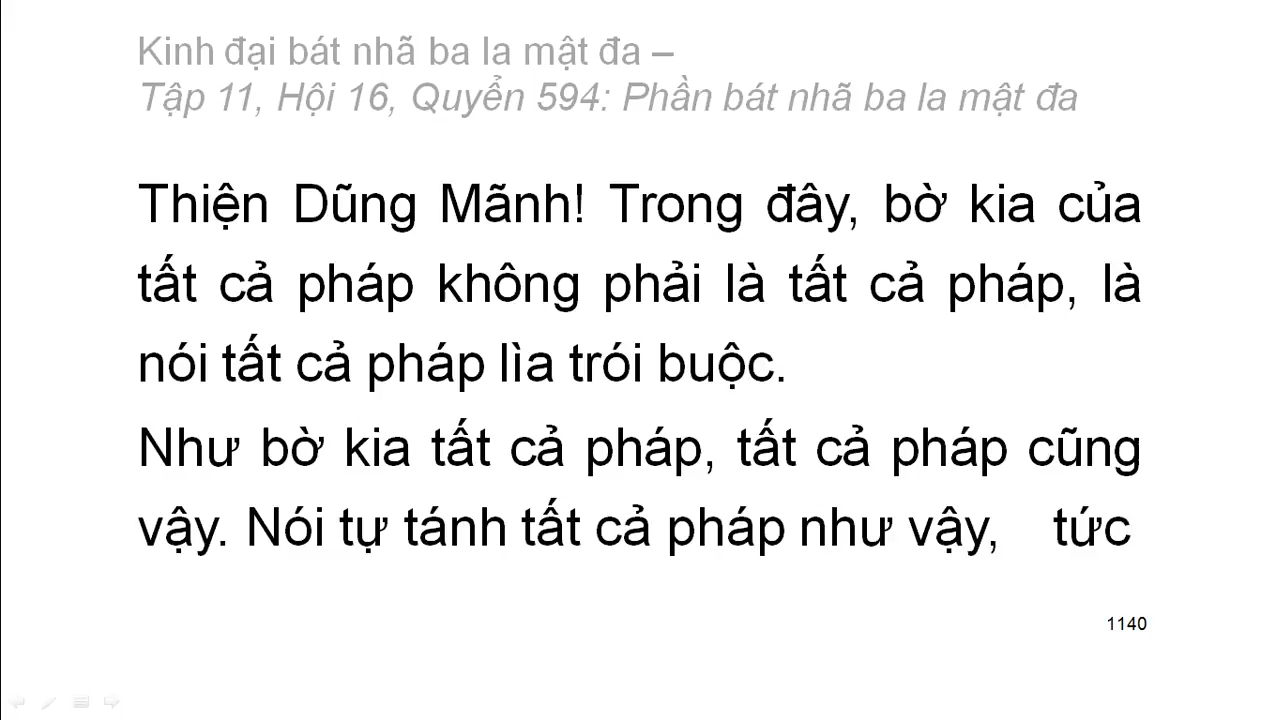 Kinh đại bát nhã ba la mật đa –
Tập 11, Hội 16, Quyển 594: Phần bát nhã ba la mật đa
Thiện Dũng Mãnh! Trong đây, bờ kia của
tất cả pháp không phải là tất cả pháp, là
nói tất cả pháp lìa trói buộc.
Như bờ kia tất cả pháp, tất cả pháp cũng
vậy. Nói tự tánh tất cả pháp như vậy, tức
1140